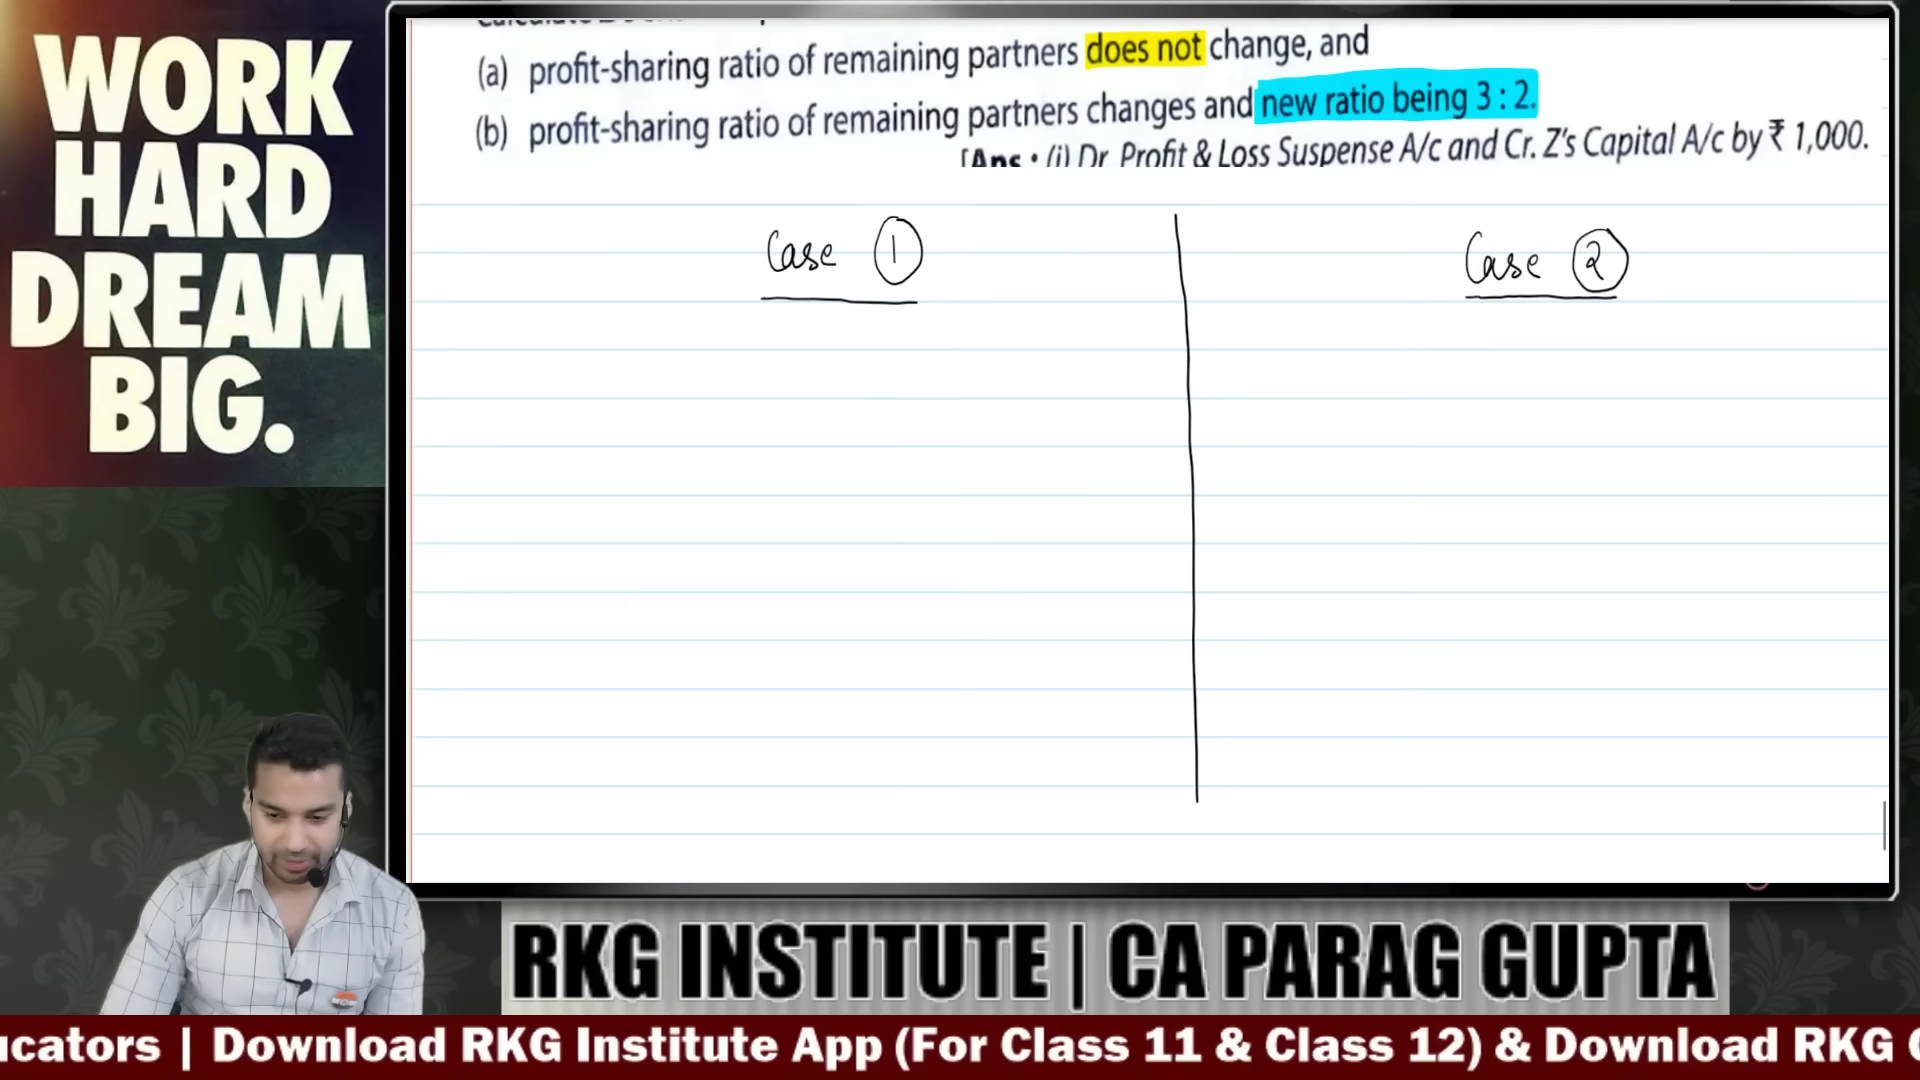 WORK
HARD
DREAM
BIG.
(a) profit-sharing ratio of remaining partners does not change, and
(b) profit-sharing ratio of remaining partners changes and new ratio being 3 : 2.
[Ans : (i) Dr. Profit & Loss Suspense A/c and Cr. Z's Capital A/c by ₹ 1,000.
Case 1
Case 2
RKG INSTITUTE | CA PARAG GUPTA
ucators | Download RKG Institute App (For Class 11 & Class 12) & Download RKG